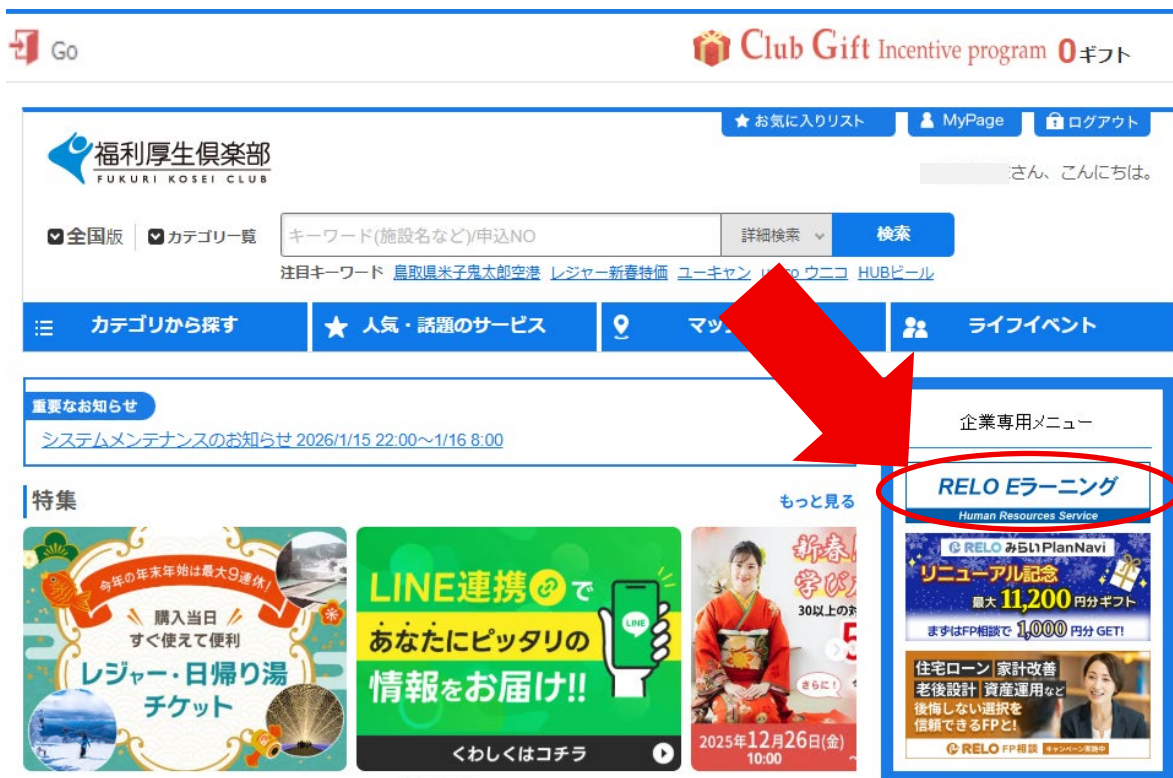 Go
Club Gift Incentive program 0ギフト
お気に入りリスト
MyPage
ログアウト
福利厚生倶楽部
FUKURI KOSEI CLUB
さん、こんにちは。
全国版
カテゴリ一覧
キーワード(施設名など)/申込NO
詳細検索
検索
注目キーワード 鳥取県米子鬼太郎空港 レジャー新春特価 ユーキャン ウニコ HUBビール
カテゴリから探す
人気・話題のサービス
マッ
ライフイベント
重要なお知らせ
システムメンテナンスのお知らせ 2026/1/15 22:00～1/16 8:00
特集
もっと見る
今年の年末年始は最大9連休!
購入当日
すぐ使えて便利
レジャー・日帰り湯
チケット
LINE連携で
あなたにピッタリの
情報をお届け!!
LINE
くわしくはコチラ
新春
学び
30以上の対
5
さらに!
2025年12月26日(金)
10:00 ～
企業専用メニュー
RELO Eラーニング
Human Resources Service
RELO みらいPlanNavi
リニューアル記念
最大11,200円分ギフト
まずはFP相談で1,000円分GET!
住宅ローン 家計改善
老後設計 資産運用など
後悔しない選択を
信頼できるFPと!
RELO FP相談 キャンペーン実施中